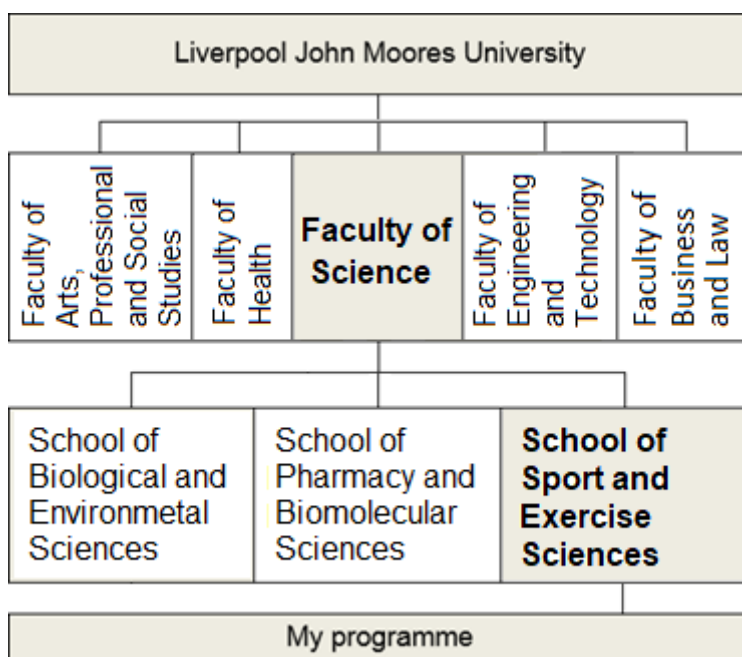 Liverpool John Moores University
Faculty of
Arts,
Professional
and Social
Studies
Faculty of
Health
Faculty of
Science
Faculty of
Engineering
and
Technology
Faculty of
Business
and Law
School of
Biological and
Environmetal
Sciences
School of
Pharmacy and
Biomolecular
Sciences
School of
Sport and
Exercise
Sciences
My programme